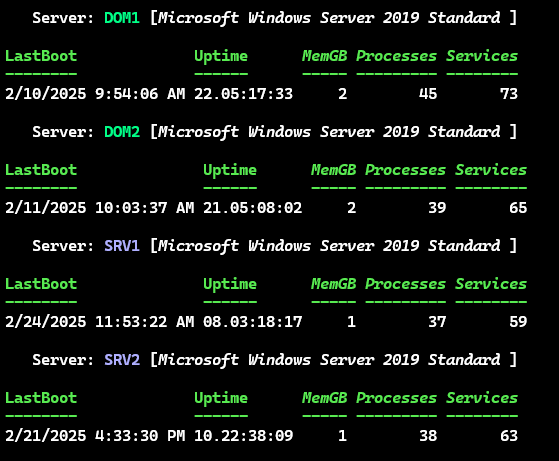 Server: DOM1 [Microsoft Windows Server 2019 Standard ]
LastBoot Uptime MemGB Processes Services
-------- ------ ----- --------- --------
2/10/2025 9:54:06 AM 22.05:17:33 2 45 73
Server: DOM2 [Microsoft Windows Server 2019 Standard ]
LastBoot Uptime MemGB Processes Services
-------- ------ ----- --------- --------
2/11/2025 10:03:37 AM 21.05:08:02 2 39 65
Server: SRV1 [Microsoft Windows Server 2019 Standard ]
LastBoot Uptime MemGB Processes Services
-------- ------ ----- --------- --------
2/24/2025 11:53:22 AM 08.03:18:17 1 37 59
Server: SRV2 [Microsoft Windows Server 2019 Standard ]
LastBoot Uptime MemGB Processes Services
-------- ------ ----- --------- --------
2/21/2025 4:33:30 PM 10.22:38:09 1 38 63